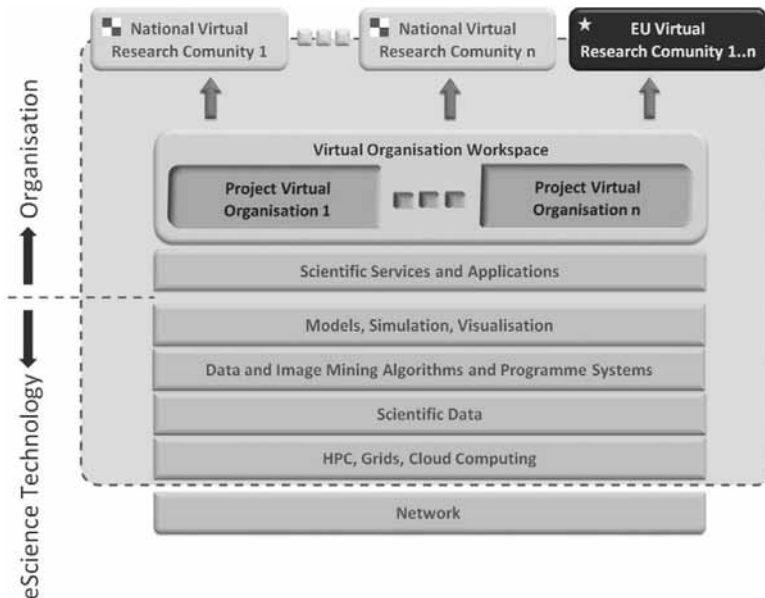 National Virtual
Research Comunity 1
National Virtual
Research Comunity n
EU Virtual
Research Comunity 1..n
Virtual Organisation Workspace
Project Virtual
Organisation 1
Project Virtual
Organisation n
Scientific Services and Applications
Models, Simulation, Visualisation
Data and Image Mining Algorithms and Programme Systems
Scientific Data
HPC, Grids, Cloud Computing
Network
Organisation
eScience Technology